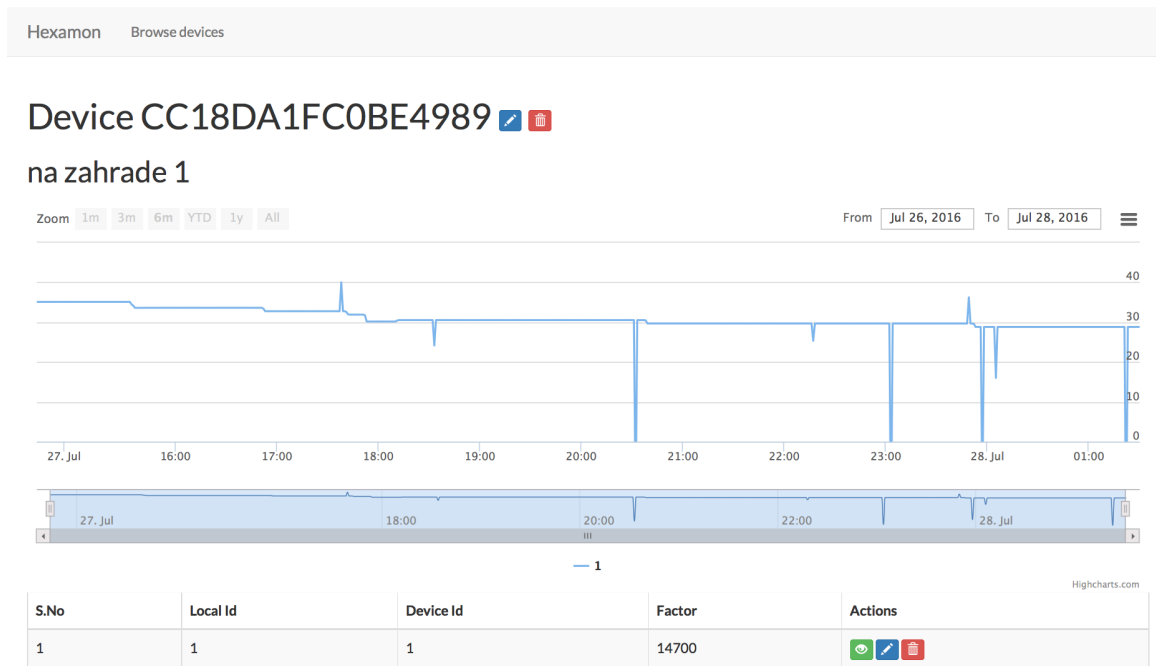 Hexamon Browse devices
Device CC18DA1FC0BE4989
na zahrade 1
Zoom 1m 3m 6m YTD 1y All From Jul 26, 2016 To Jul 28, 2016
40
30
20
10
0
27. Jul 16:00 17:00 18:00 19:00 20:00 21:00 22:00 23:00 28. Jul 01:00
27. Jul 18:00 20:00 22:00 28. Jul
1
Highcharts.com
S.No Local Id Device Id Factor Actions
1 1 1 14700